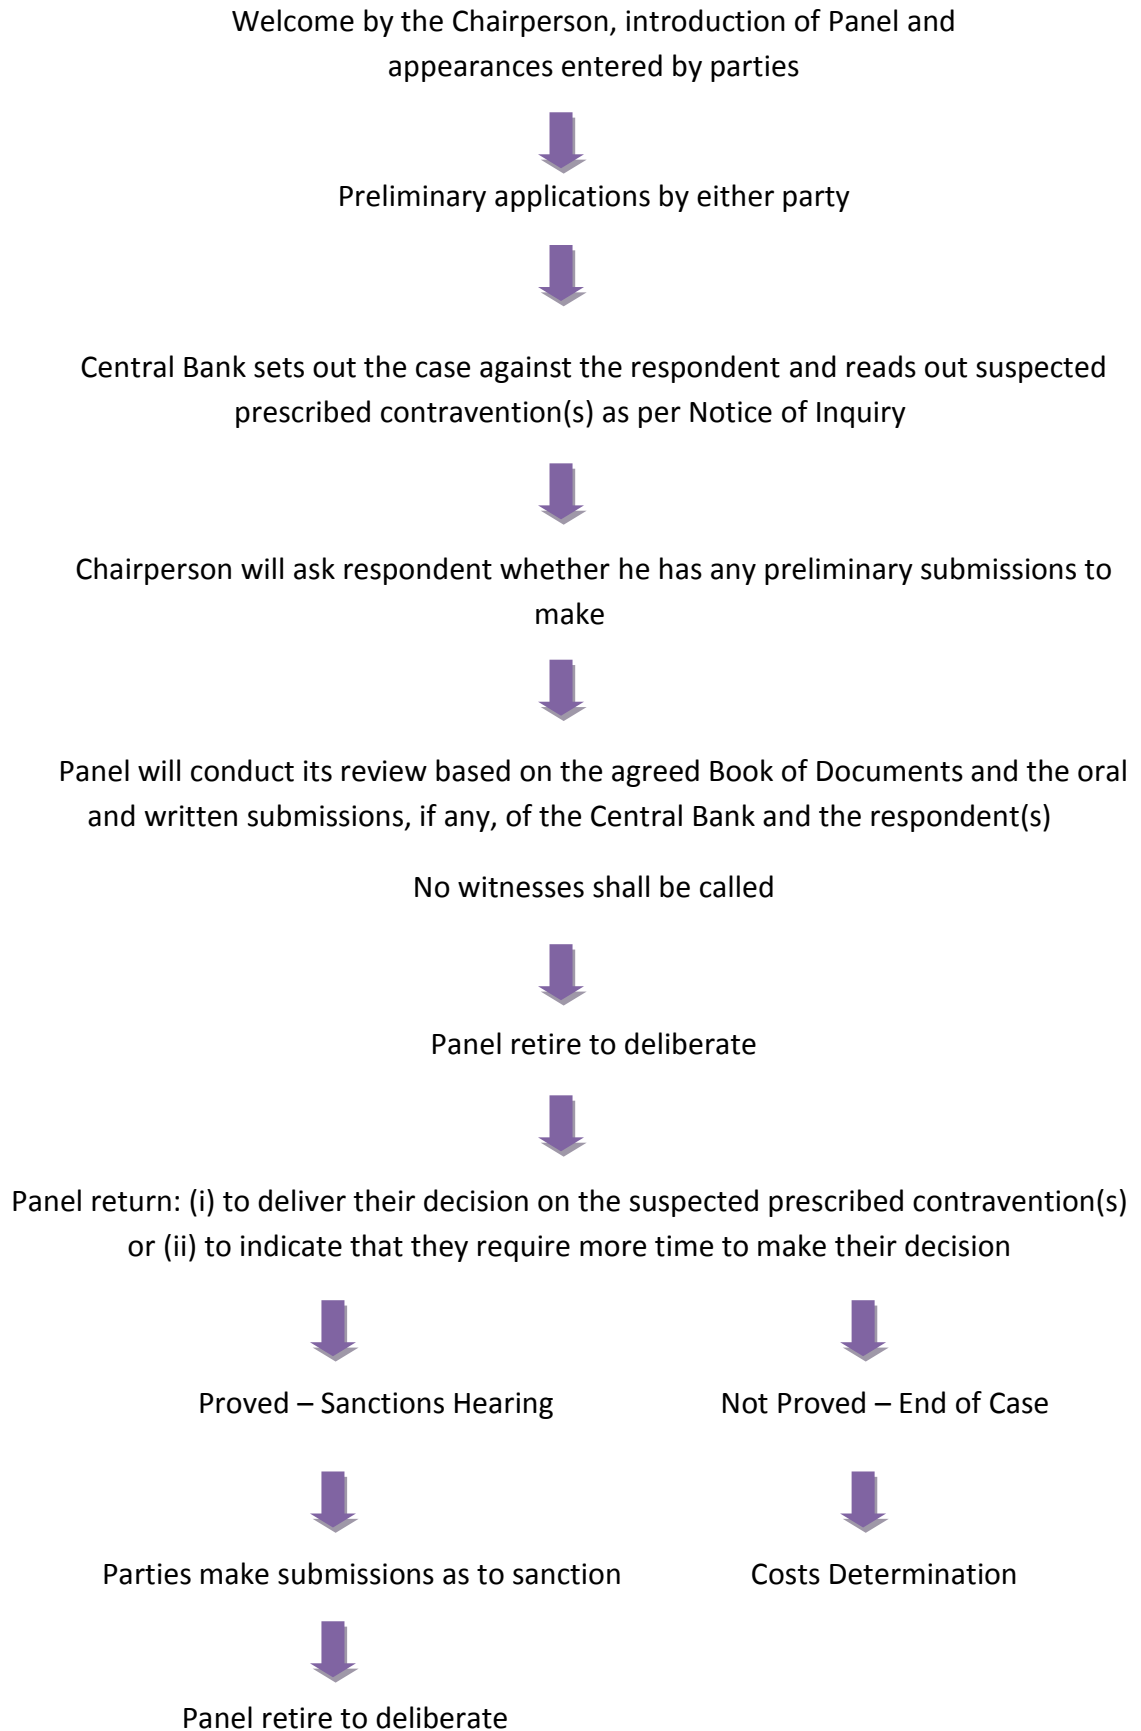 Welcome by the Chairperson, introduction of Panel and
appearances entered by parties
Preliminary applications by either party
Central Bank sets out the case against the respondent and reads out suspected
prescribed contravention(s) as per Notice of Inquiry
Chairperson will ask respondent whether he has any preliminary submissions to
make
Panel will conduct its review based on the agreed Book of Documents and the oral
and written submissions, if any, of the Central Bank and the respondent(s)
No witnesses shall be called
Panel retire to deliberate
Panel return: (i) to deliver their decision on the suspected prescribed contravention(s)
or (ii) to indicate that they require more time to make their decision
Proved – Sanctions Hearing
Not Proved – End of Case
Parties make submissions as to sanction
Costs Determination
Panel retire to deliberate